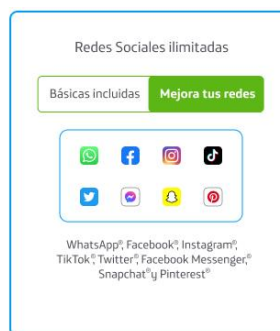 Redes Sociales ilimitadas
Básicas incluidas Mejora tus redes
WhatsApp®, Facebook®, Instagram®,
TikTok®, Twitter®, Facebook Messenger,®
Snapchat®y Pinterest®